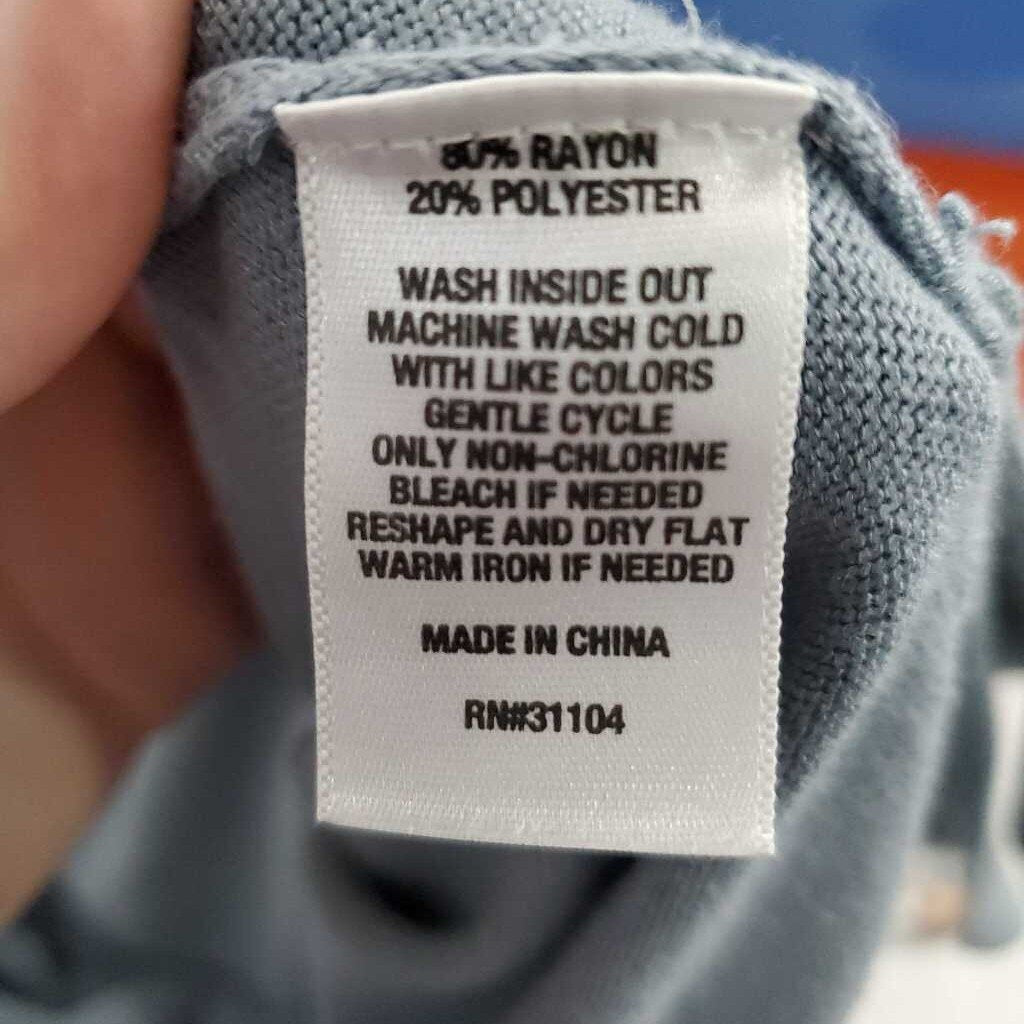 80% RAYON
20% POLYESTER
WASH INSIDE OUT
MACHINE WASH COLD
WITH LIKE COLORS
GENTLE CYCLE
ONLY NON-CHLORINE
BLEACH IF NEEDED
RESHAPE AND DRY FLAT
WARM IRON IF NEEDED
MADE IN CHINA
RN#31104